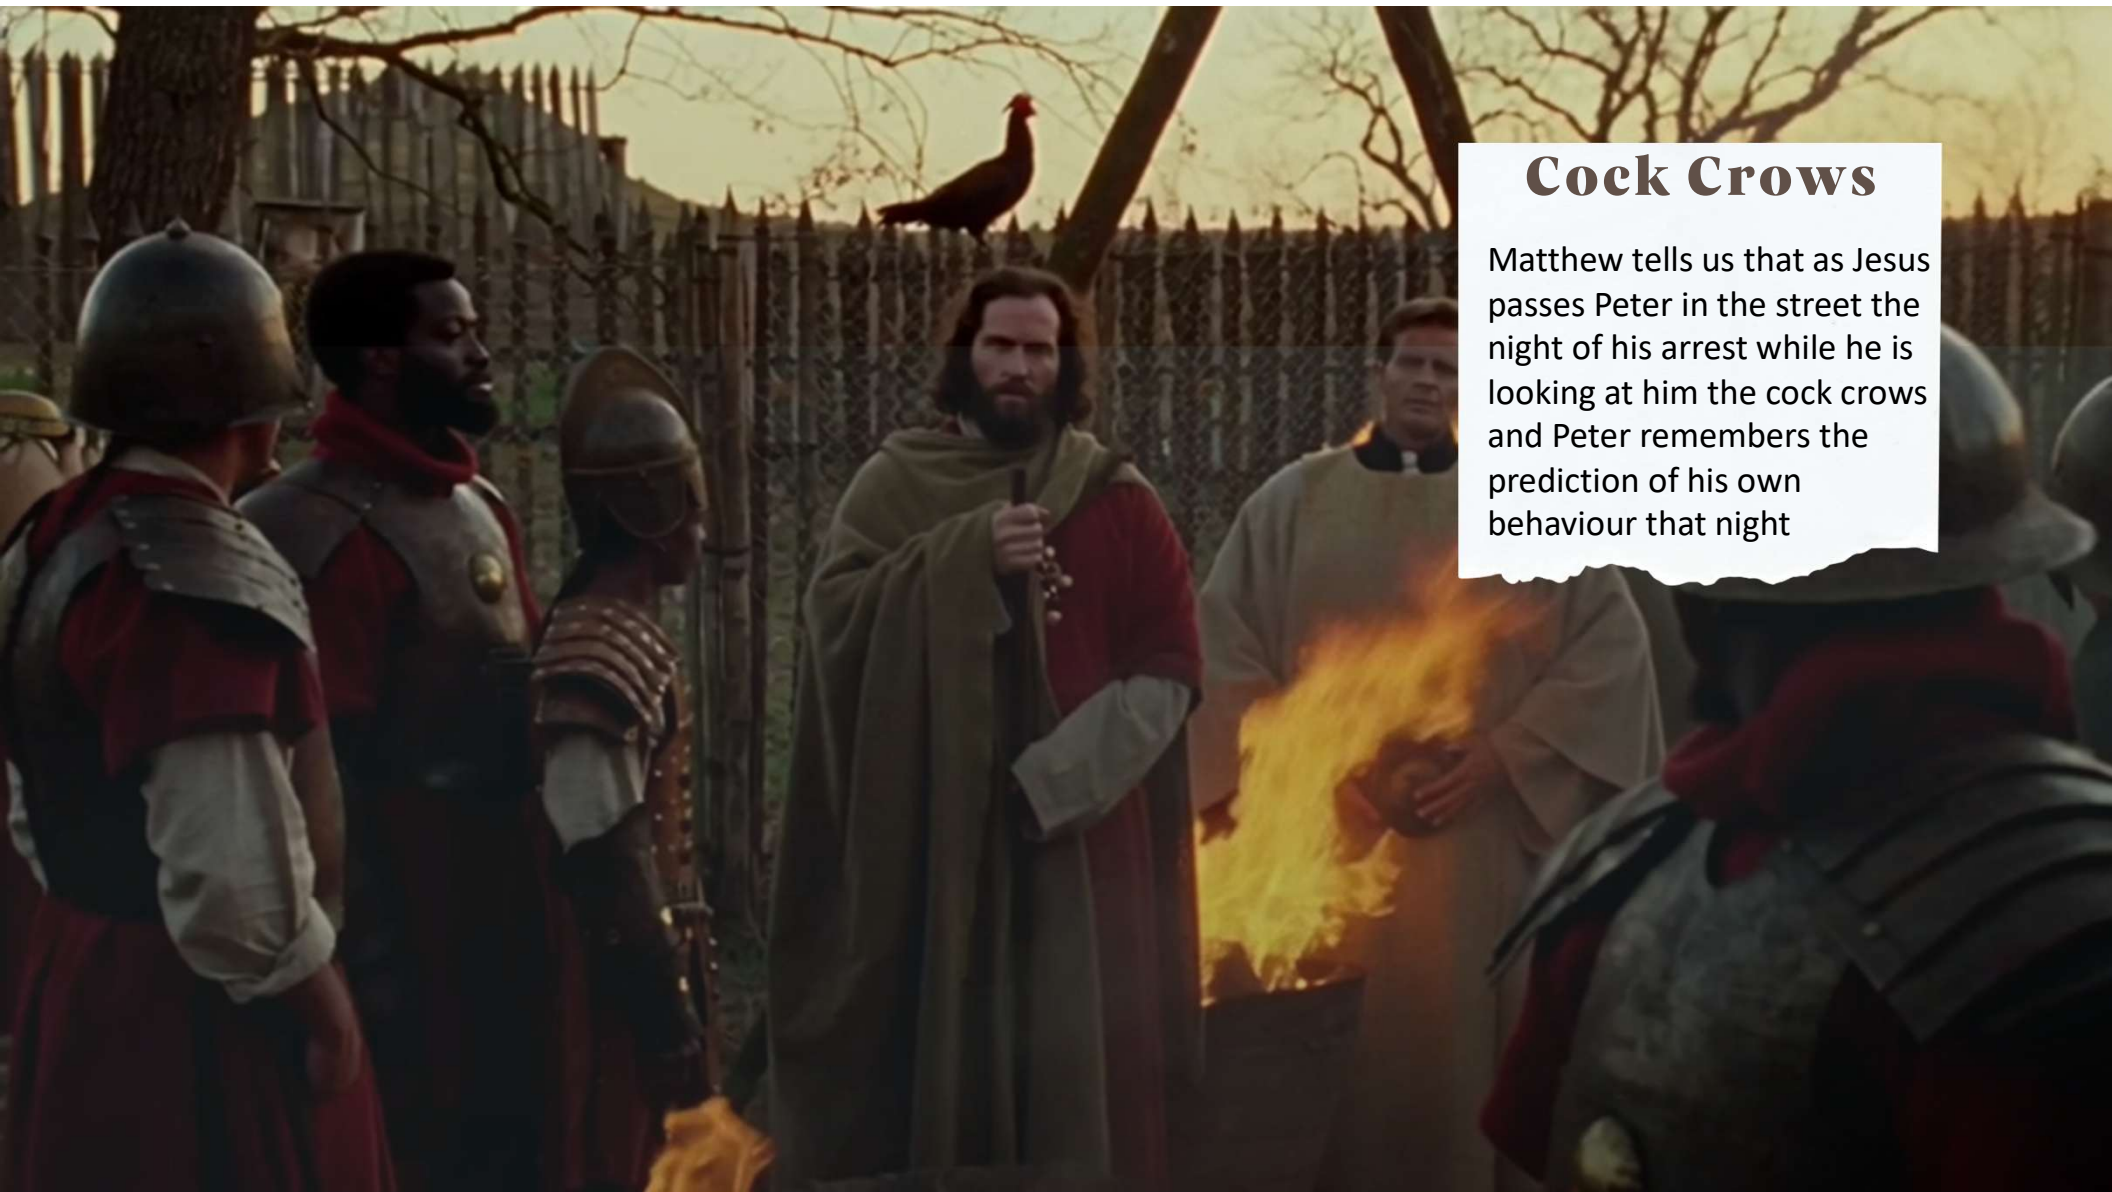 Cock Crows
Matthew tells us that as Jesus
passes Peter in the street the
night of his arrest while he is
looking at him the cock crows
and Peter remembers the
prediction of his own
behaviour that night